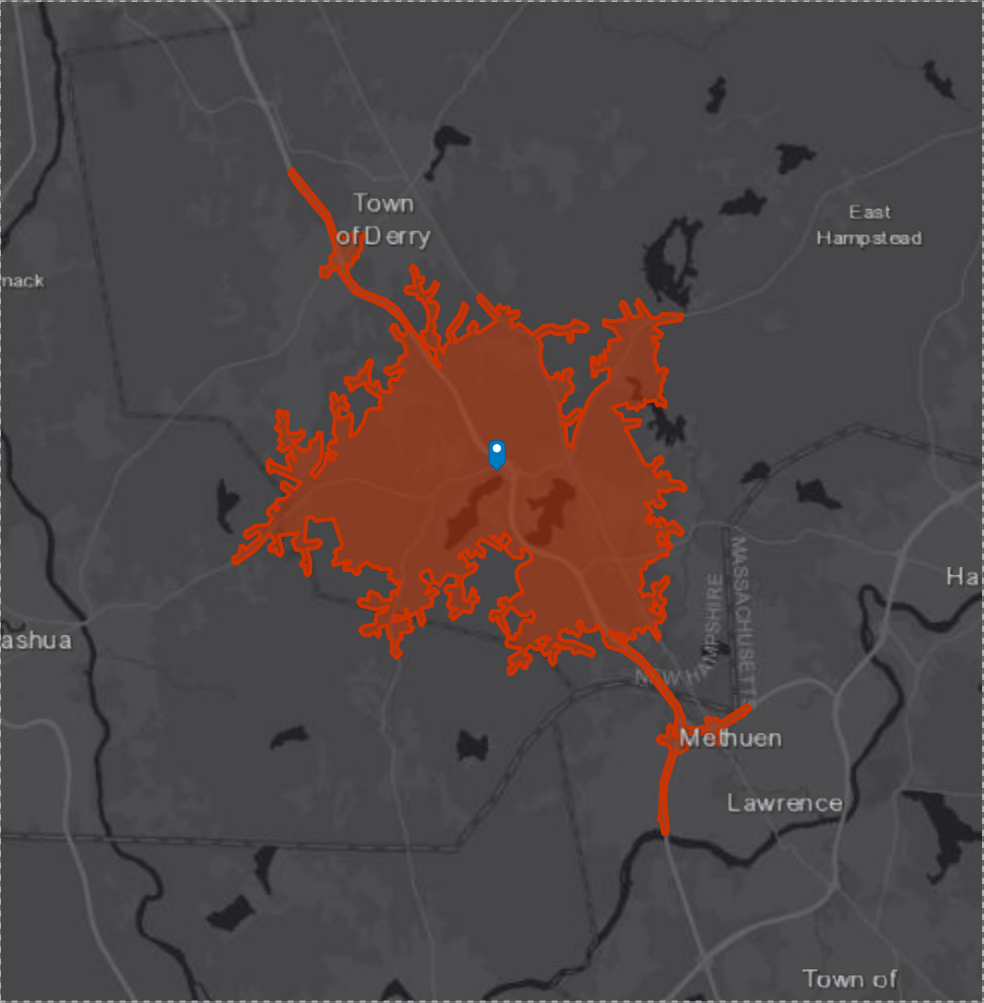 Town
of Derry
East
Hampstead
mack
Ha
MASSACHUSETTS
NEW HAMPSHIRE
ashua
Methuen
Lawrence
Town of